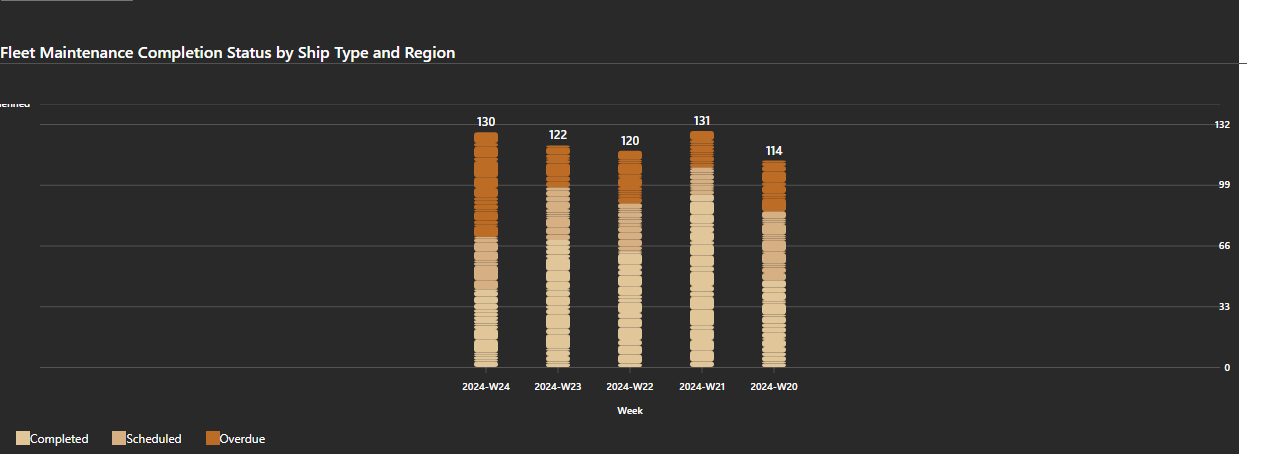 Fleet Maintenance Completion Status by Ship Type and Region
130
122
120
131
114
132
99
66
33
0
2024-W24
2024-W23
2024-W22
2024-W21
2024-W20
Week
Completed
Scheduled
Overdue